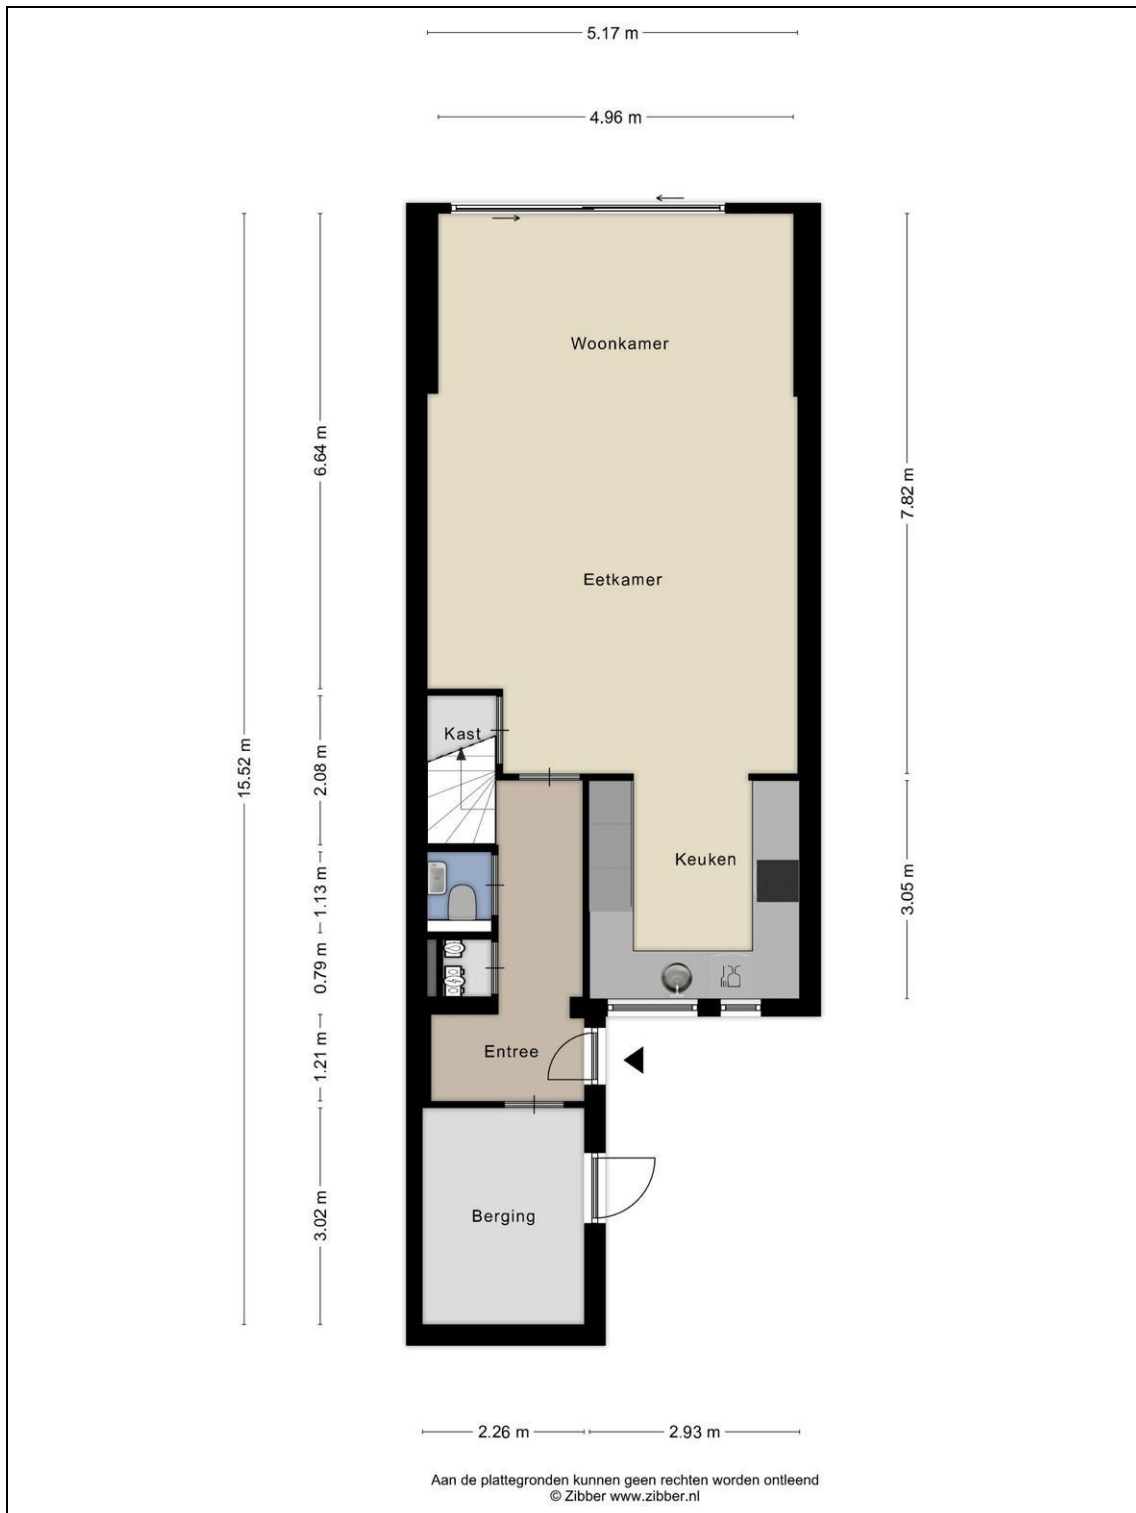 5.17 m
4.96 m
Woonkamer
6.64 m
7.82 m
Eetkamer
Kast
15.52 m
2.08 m
Keuken
1.13 m
3.05 m
0.79 m
Entree
1.21 m
Berging
3.02 m
2.26 m
2.93 m
Aan de plattegronden kunnen geen rechten worden ontleend
© Zibber www.zibber.nl